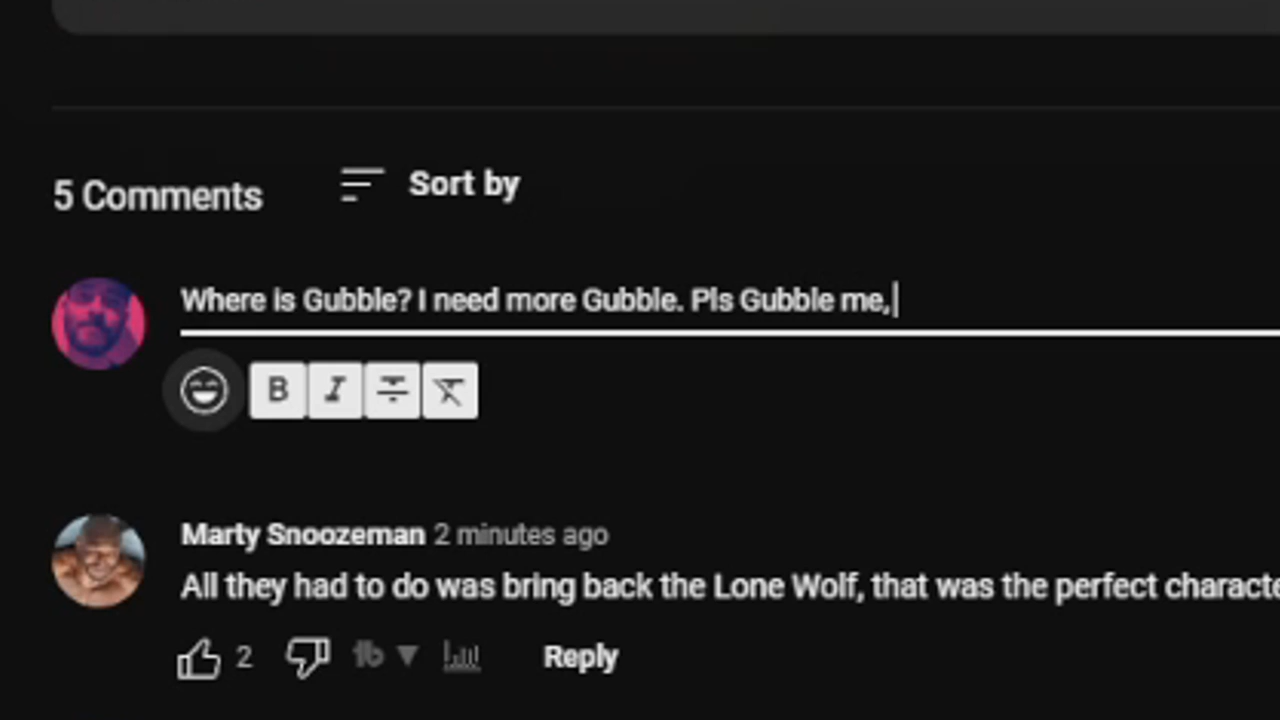 5 Comments
Sort by
Where is Gubble? I need more Gubble. Pls Gubble me,
B I T T
Marty Snoozeman 2 minutes ago
All they had to do was bring back the Lone Wolf, that was the perfect characte
2 tb Reply